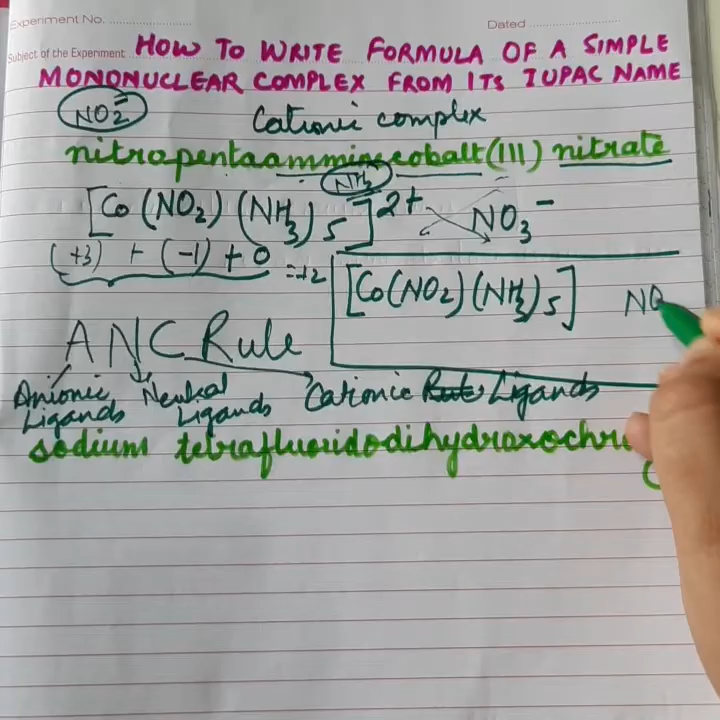 Experiment No.
Dated
Subject of the Experiment HOW TO WRITE FORMULA OF A SIMPLE
MONONUCLEAR COMPLEX FROM ITS IUPAC NAME
NO₂⁻ Cationic complex
nitropentaamminecobalt(III) nitrate
NH₃
[Co(NO₂)(NH₃)₅]²⁺ NO₃⁻
(+3) + (-1) + 0 = +2
[Co(NO₂)(NH₃)₅] NO
ANC Rule
Anionic Ligands Neutral Ligands Cationic Ligands
sodium tetrafluoridodihydroxochro